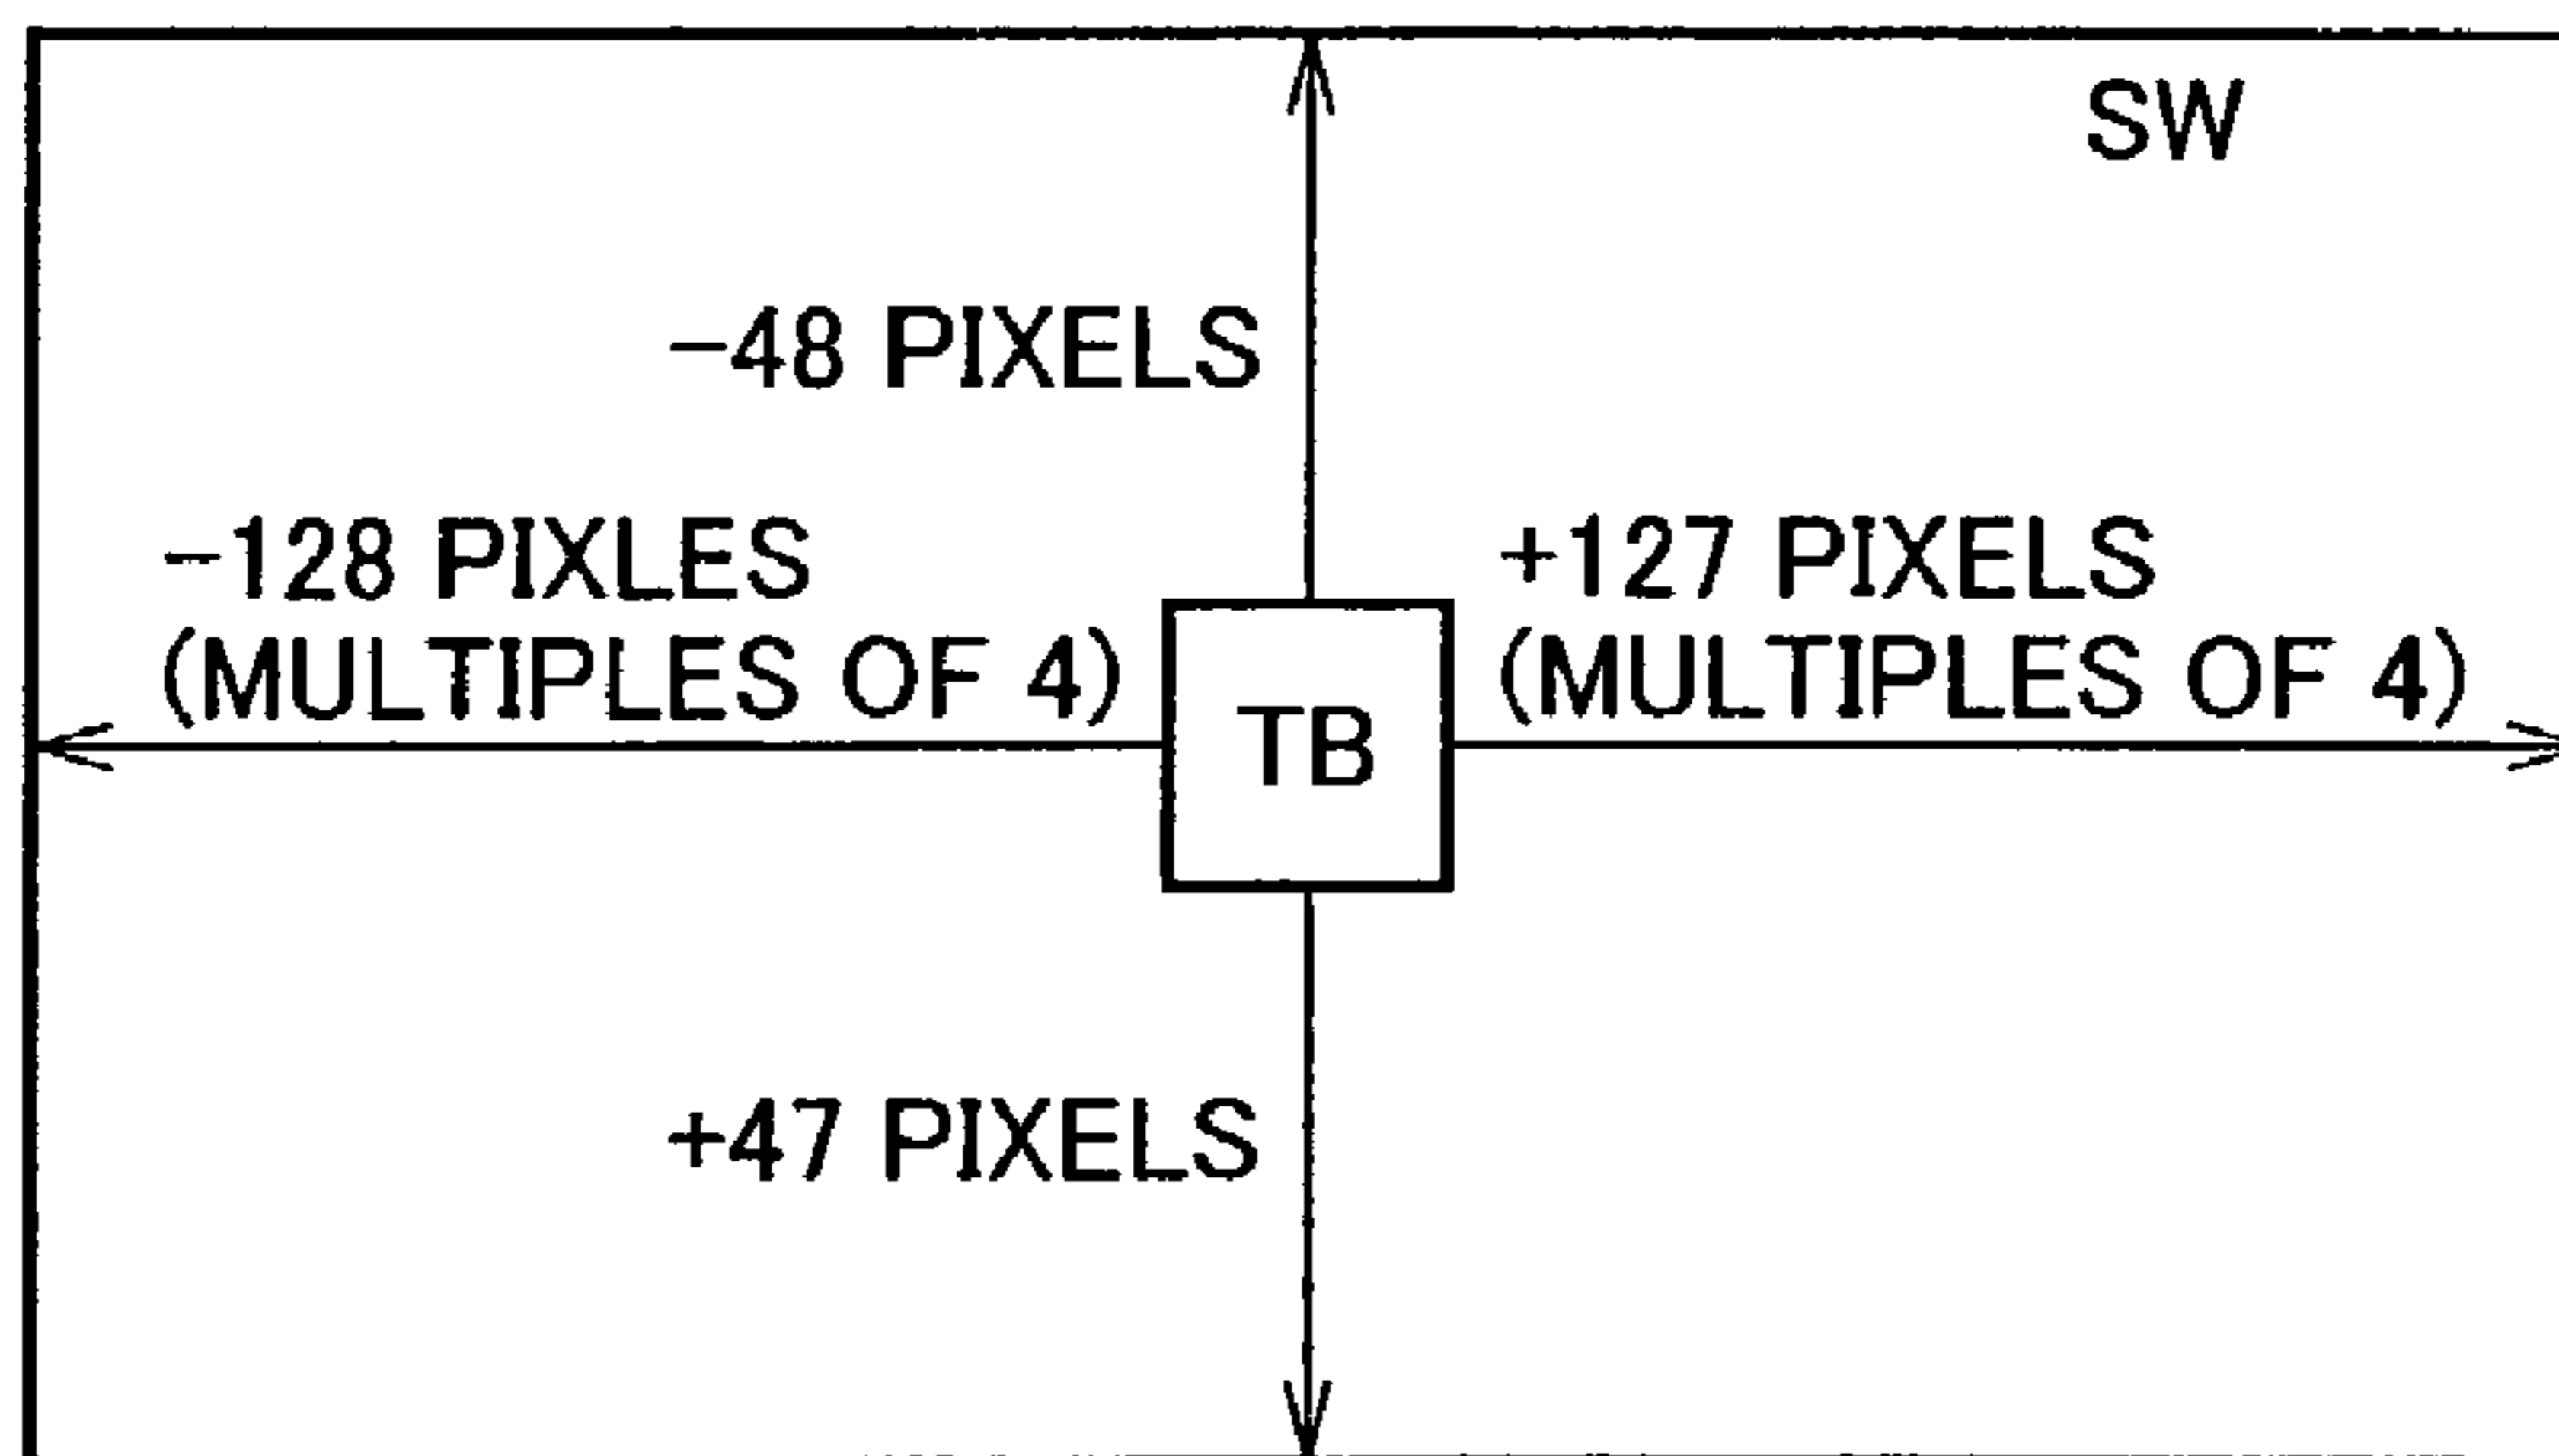 SW
−48 PIXELS
−128 PIXLES
(MULTIPLES OF 4)
+127 PIXELS
(MULTIPLES OF 4)
TB
+47 PIXELS